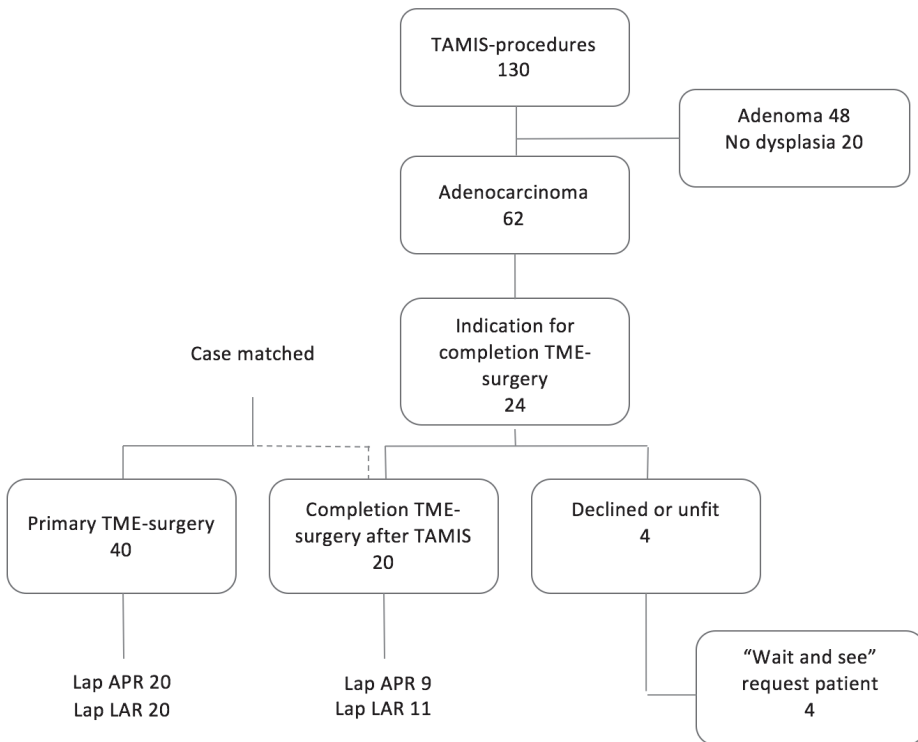 TAMIS-procedures
130
Adenoma 48
No dysplasia 20
Adenocarcinoma
62
Indication for
completion TME-
surgery
24
Case matched
Primary TME-surgery
40
Completion TME-
surgery after TAMIS
20
Declined or unfit
4
Lap APR 20
Lap LAR 20
Lap APR 9
Lap LAR 11
“Wait and see”
request patient
4